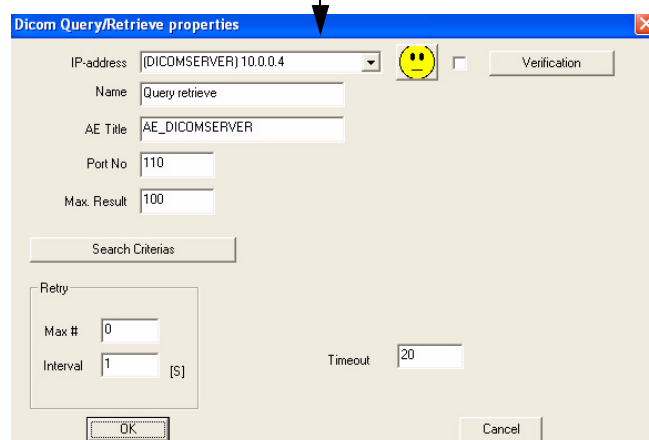 Dicom Query/Retrieve properties
IP-address (DICOMSERVER) 10.0.0.4 Verification
Name Query retrieve
AE Title AE_DICOMSERVER
Port No 110
Max. Result 100
Search Criterias
Retry
Max # 0
Interval 1 [S] Timeout 20
OK Cancel